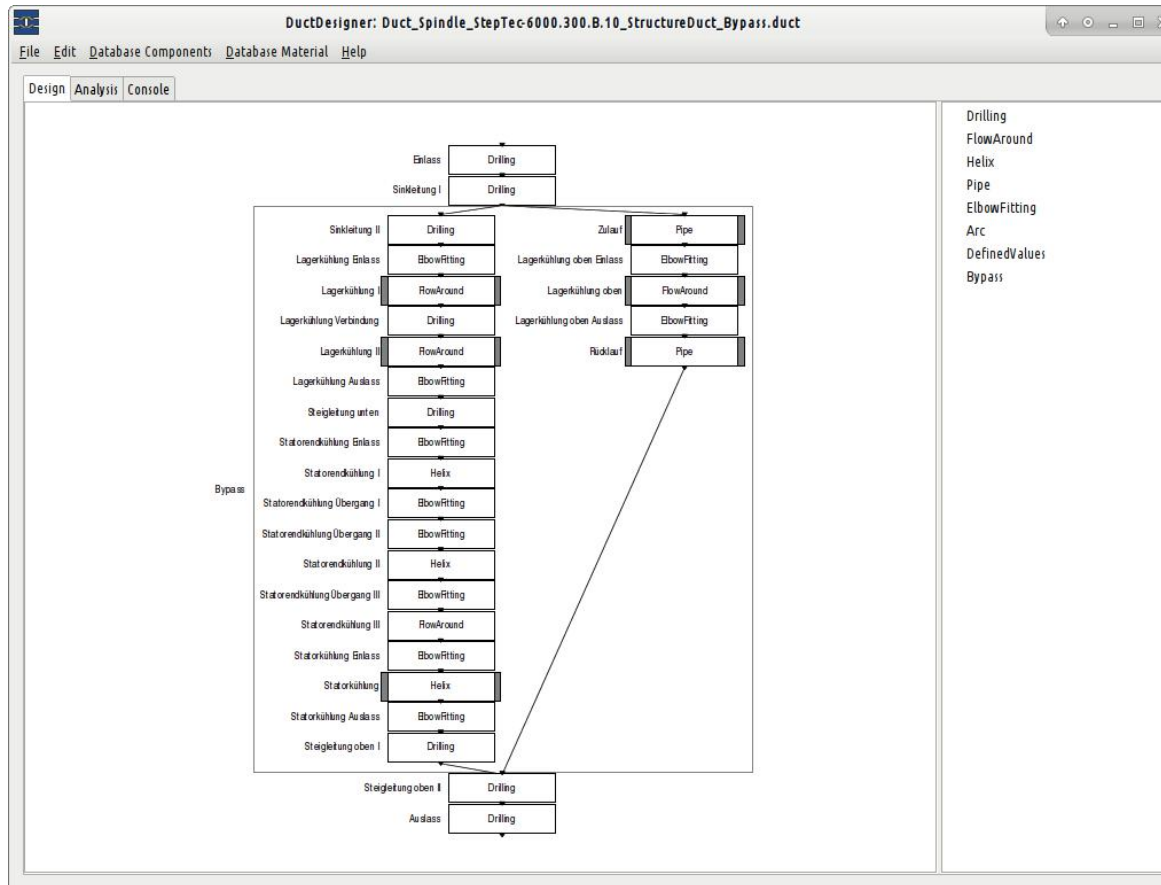 DuctDesigner: Duct_Spindle_StepTec-6000.300.B.10_StructureDuct_Bypass.duct
File Edit Database Components Database Material Help
Design Analysis Console
Einlass Drilling
Sinkleitung I Drilling
Sinkleitung II Drilling
Lagerkühlung Einlass ElbowFitting
Lagerkühlung I FlowAround
Lagerkühlung Verbindung Drilling
Lagerkühlung II FlowAround
Lagerkühlung Auslass ElbowFitting
Steigleitung unten Drilling
Statorendkühlung Einlass ElbowFitting
Statorendkühlung I Helix
Statorendkühlung Übergang I ElbowFitting
Statorendkühlung Übergang II ElbowFitting
Statorendkühlung II Helix
Statorendkühlung Übergang III ElbowFitting
Statorendkühlung III FlowAround
Statorkühlung Einlass ElbowFitting
Statorkühlung Helix
Statorkühlung Auslass ElbowFitting
Steigleitung oben I Drilling
Zulauf Pipe
Lagerkühlung oben Einlass ElbowFitting
Lagerkühlung oben FlowAround
Lagerkühlung oben Auslass ElbowFitting
Rücklauf Pipe
Bypass
Steigleitung oben II Drilling
Auslass Drilling
Drilling
FlowAround
Helix
Pipe
ElbowFitting
Arc
DefinedValues
Bypass